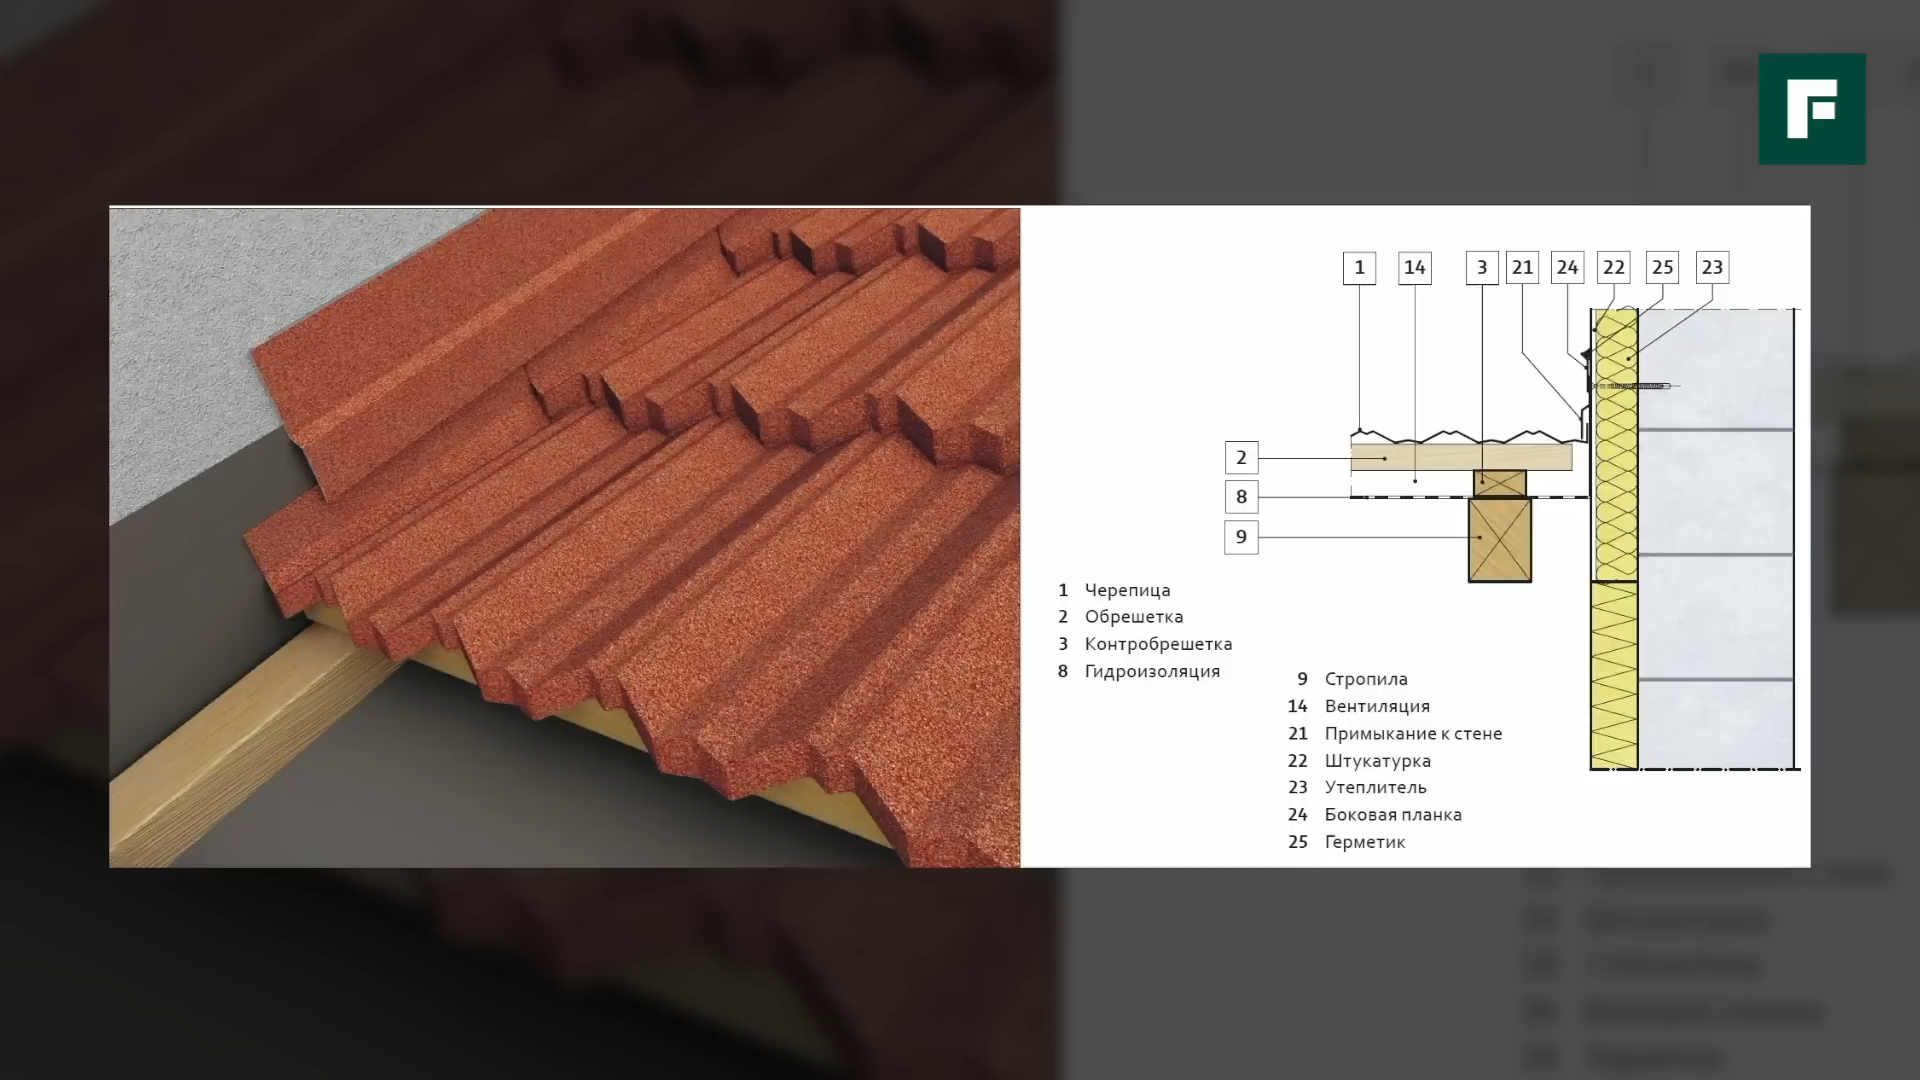 F
1 14 3 21 24 22 25 23
2
8
9
1 Черепица
2 Обрешетка
3 Контробрешетка
8 Гидроизоляция
9 Стропила
14 Вентиляция
21 Примыкание к стене
22 Штукатурка
23 Утеплитель
24 Боковая планка
25 Герметик